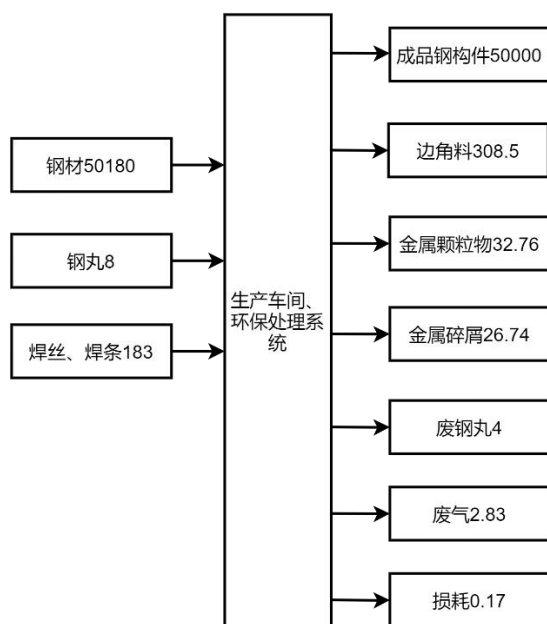 钢材50180
钢丸8
焊丝、焊条183
生产车间、
环保处理系
统
成品钢构件50000
边角料308.5
金属颗粒物32.76
金属碎屑26.74
废钢丸4
废气2.83
损耗0.17